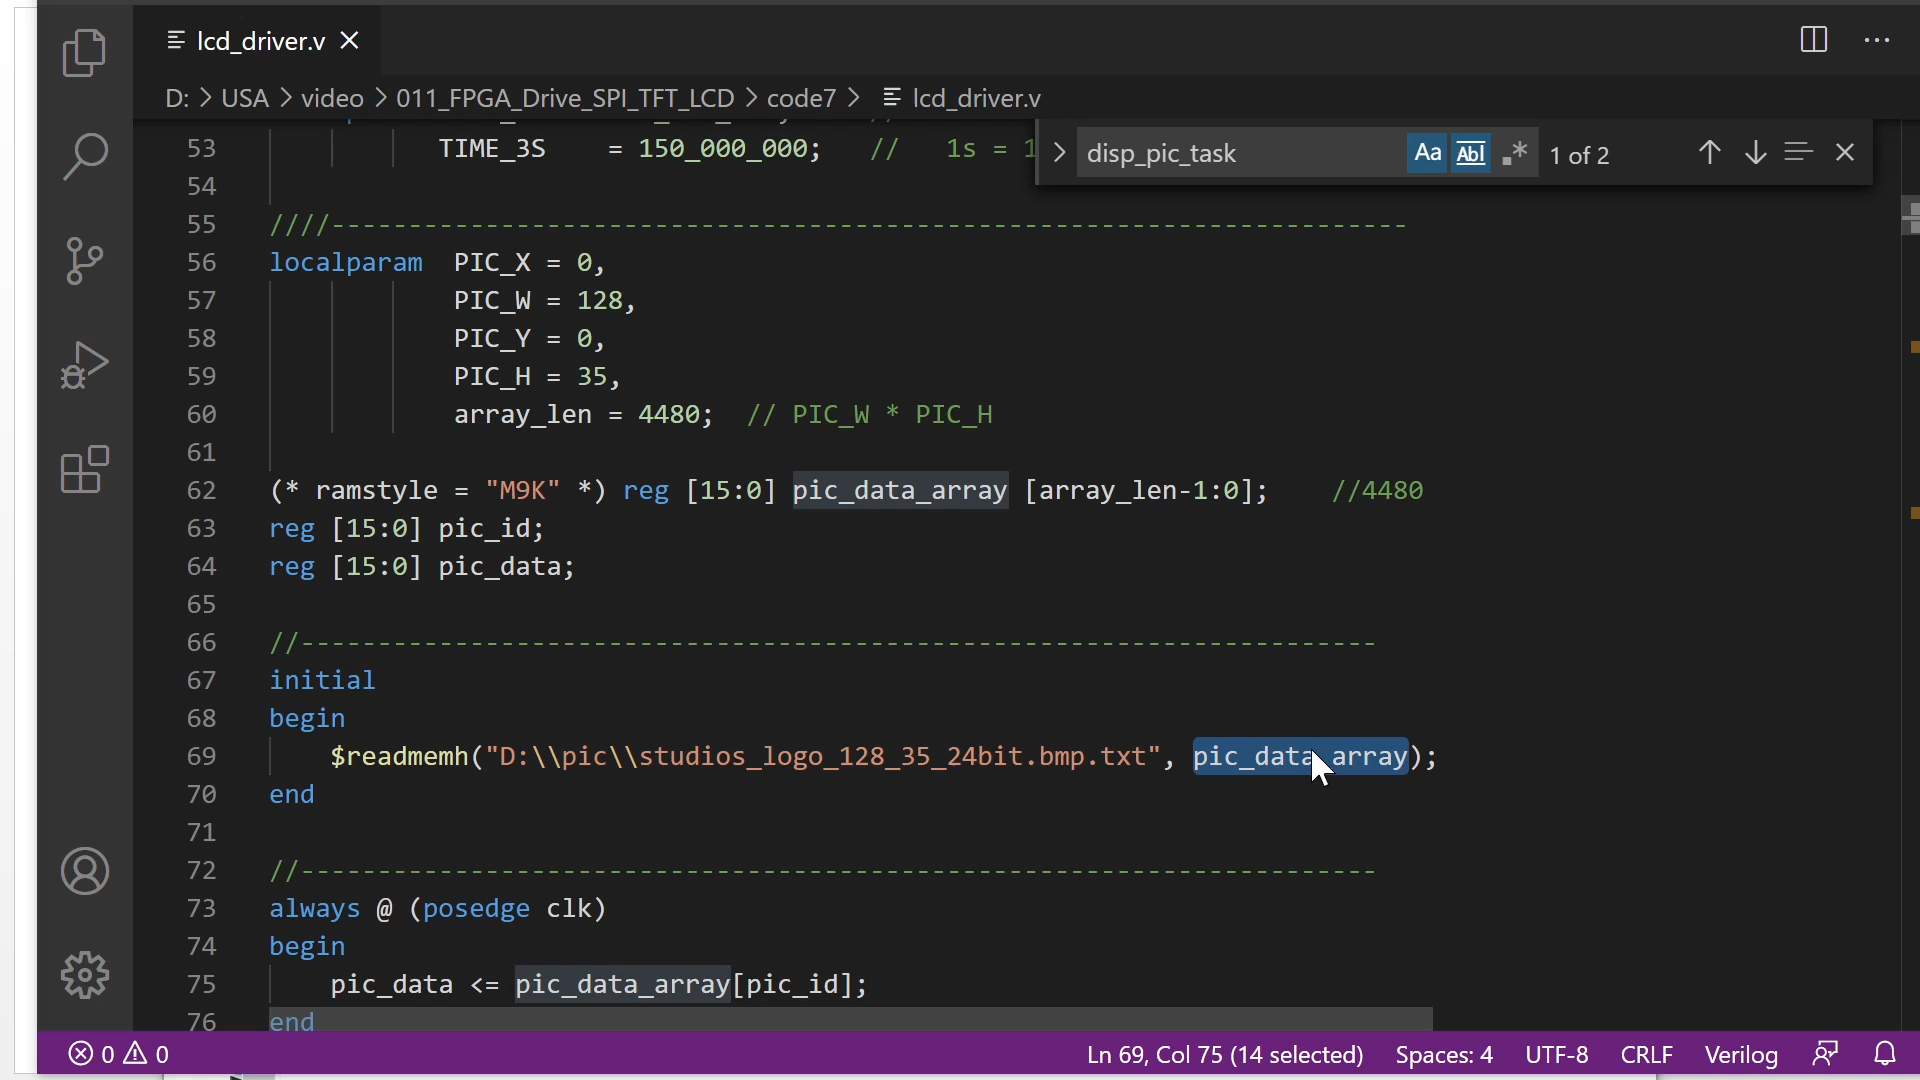 lcd_driver.v
D: > USA > video > 011_FPGA_Drive_SPI_TFT_LCD > code7 > lcd_driver.v
disp_pic_task Aa Abl .* 1 of 2
53 TIME_3S = 150_000_000; // 1s = 1
54
55 ////----------------------------------------------------------------------
56 localparam PIC_X = 0,
57 PIC_W = 128,
58 PIC_Y = 0,
59 PIC_H = 35,
60 array_len = 4480; // PIC_W * PIC_H
61
62 (* ramstyle = "M9K" *) reg [15:0] pic_data_array [array_len-1:0]; //4480
63 reg [15:0] pic_id;
64 reg [15:0] pic_data;
65
66 //----------------------------------------------------------------------
67 initial
68 begin
69 $readmemh("D:\\pic\\studios_logo_128_35_24bit.bmp.txt", pic_data_array);
70 end
71
72 //----------------------------------------------------------------------
73 always @ (posedge clk)
74 begin
75 pic_data <= pic_data_array[pic_id];
76 end
0 0 Ln 69, Col 75 (14 selected) Spaces: 4 UTF-8 CRLF Verilog